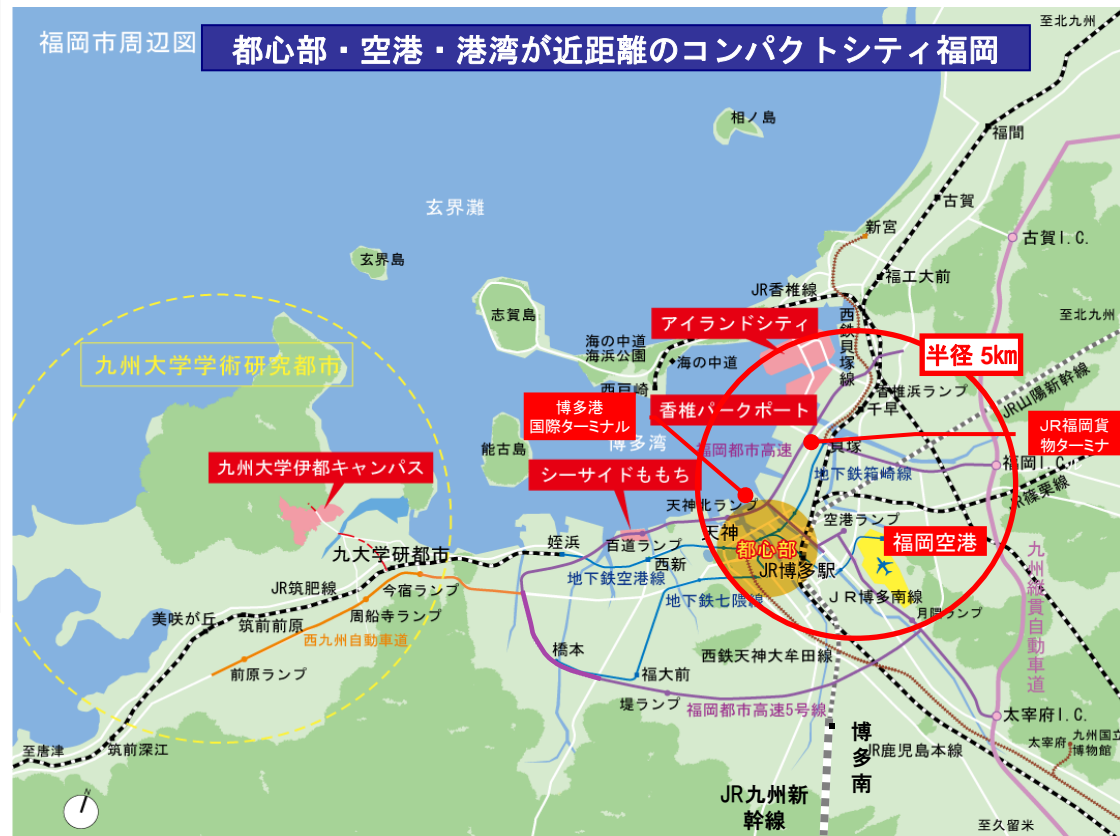 福岡市周辺図
都心部・空港・港湾が近距離のコンパクトシティ福岡
至北九州
相ノ島
福間
玄界灘
古賀
新宮
古賀I.C.
玄界島
福工大前
JR香椎線
志賀島
西鉄貝塚線
至北九州
アイランドシティ
海の中道
海浜公園
海の中道
半径 5km
九州大学学術研究都市
西戸崎
香椎浜ランプ
JR山陽新幹線
博多港
国際ターミナル
香椎パークポート
千早
JR福岡貨
物ターミナ
博多湾
能古島
福岡都市高速
貝塚
福岡I.C.
九州大学伊都キャンパス
シーサイドももち
地下鉄箱崎線
JR篠栗線
天神北ランプ
空港ランプ
天神
百道ランプ
都心部
福岡空港
九大学研都市
姪浜
西新
JR博多駅
地下鉄空港線
九州縦貫自動車道
JR筑肥線
今宿ランプ
地下鉄七隈線
JR博多南線
月隈ランプ
美咲が丘
筑前前原
周船寺ランプ
西九州自動車道
橋本
西鉄天神大牟田線
前原ランプ
福大前
堤ランプ
福岡都市高速5号線
太宰府I.C.
至唐津
筑前深江
博多南
JR鹿児島本線
太宰府
九州国立
博物館
N
JR九州新
幹線
至久留米